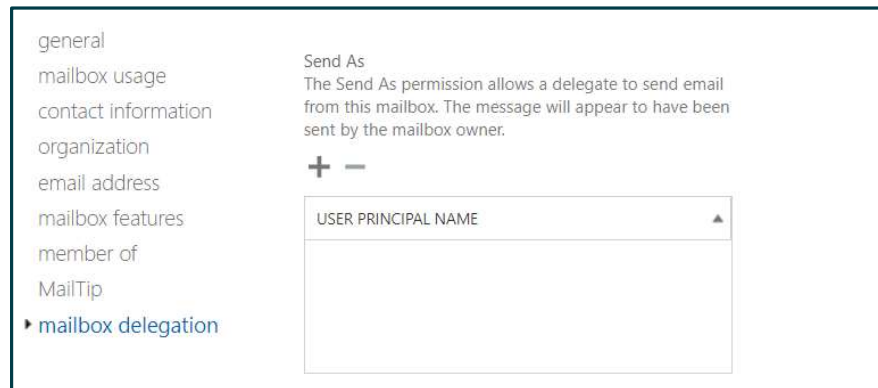 general
mailbox usage
contact information
organization
email address
mailbox features
member of
MailTip
mailbox delegation
Send As
The Send As permission allows a delegate to send email
from this mailbox. The message will appear to have been
sent by the mailbox owner.
USER PRINCIPAL NAME